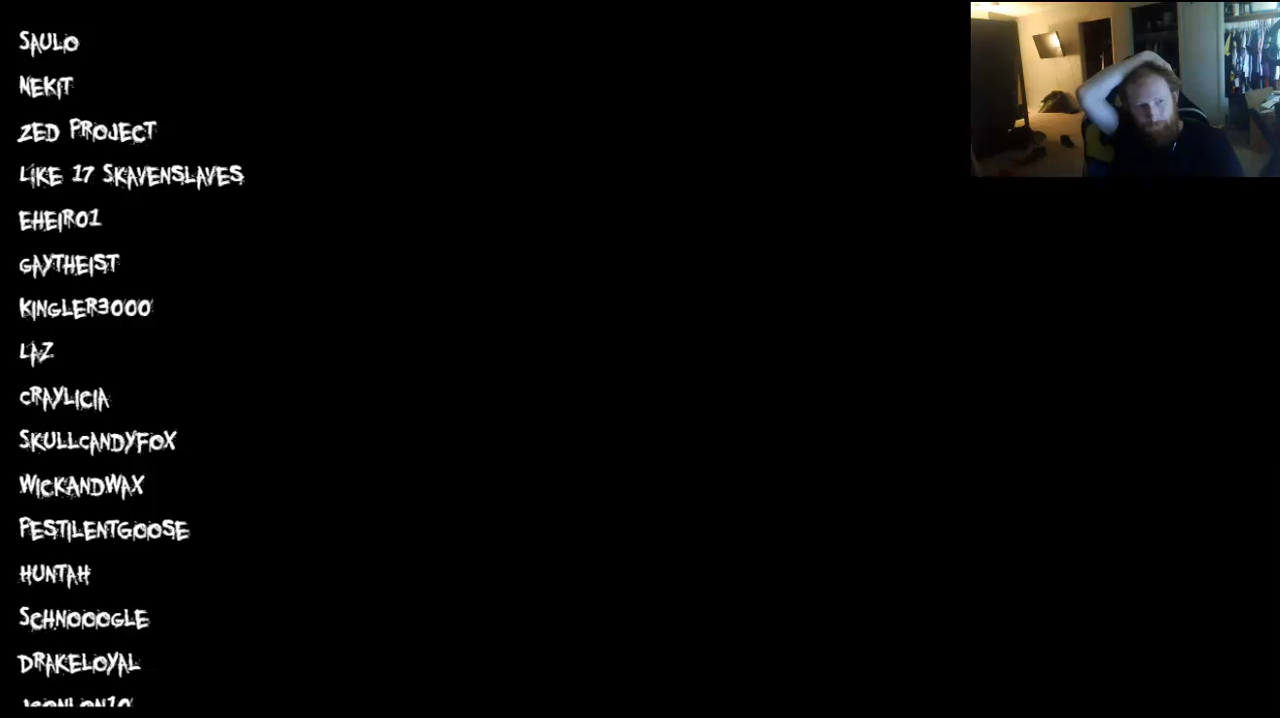 SAULO
NEKIT
ZED PROJECT
LIKE 17 SKAVENSLAVES
EHEIRO1
GAYTHEIST
KINGLER3000
LAZ
CRAYLICIA
SKULLCANDYFOX
WICKANDWAX
PESTILENTGOOSE
HUNTAH
SCHNOOOGLE
DRAKELOYAL